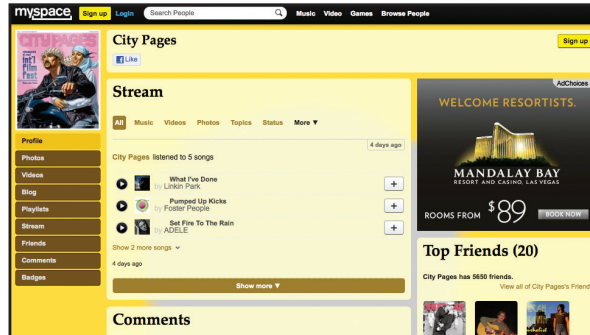 myspace Sign up Login Search People Music Video Games Browse People
CITY PAGES
Int'l
Film
Fest
City Pages
Like
Sign up
Stream
All Music Videos Photos Topics Status More ▼
4 days ago
City Pages listened to 5 songs
What I've Done
by Linkin Park
Pumped Up Kicks
by Foster People
Set Fire To The Rain
by ADELE
Show 2 more songs
4 days ago
Show more ▼
Comments
Profile
Photos
Videos
Blog
Playlists
Stream
Friends
Comments
Badges
AdChoices
WELCOME RESORTISTS.
MANDALAY BAY
RESORT AND CASINO, LAS VEGAS
ROOMS FROM $89 BOOK NOW
Top Friends (20)
City Pages has 5650 friends.
View all of City Pages's Friend